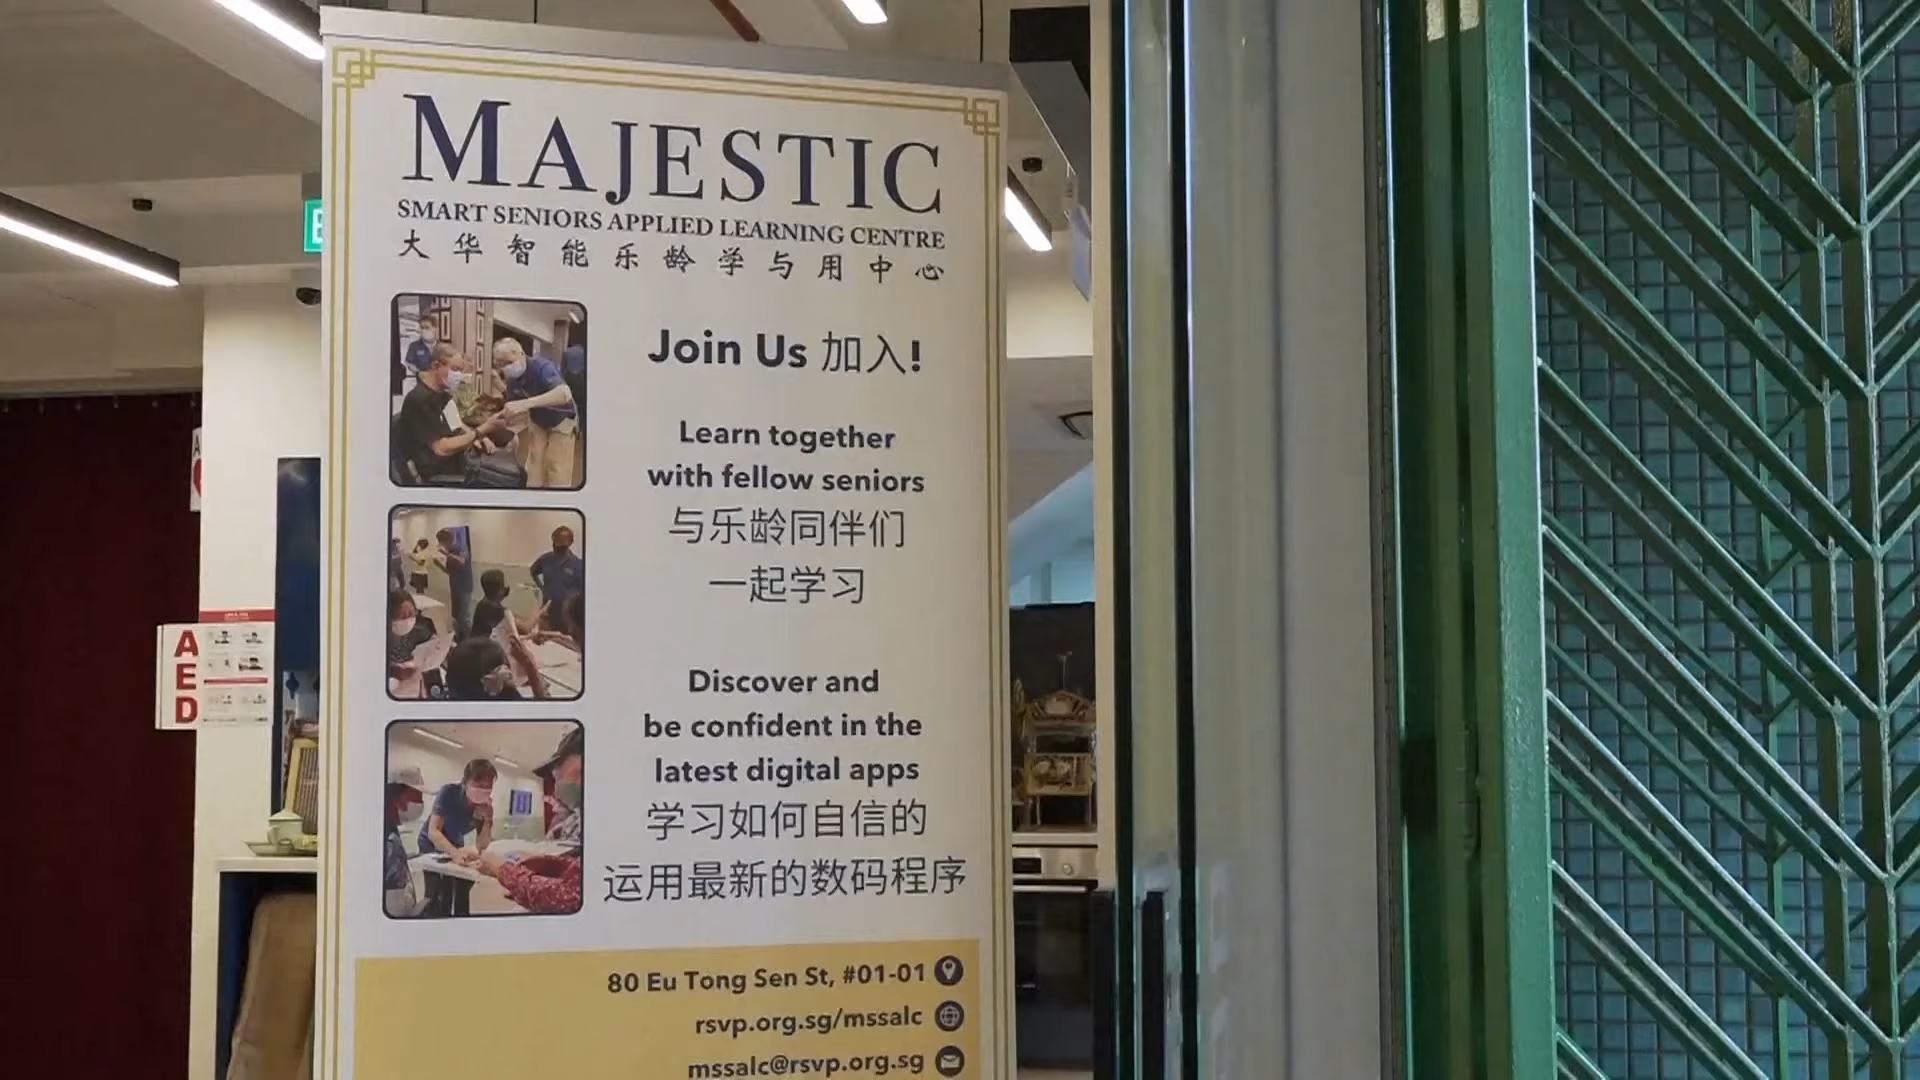 MAJESTIC
SMART SENIORS APPLIED LEARNING CENTRE
大华智能乐龄学与用中心
Join Us 加入!
Learn together
with fellow seniors
与乐龄同伴们
一起学习
Discover and
be confident in the
latest digital apps
学习如何自信的
运用最新的数码程序
80 Eu Tong Sen St, #01-01
rsvp.org.sg/mssalc
mssalc@rsvp.org.sg
AED